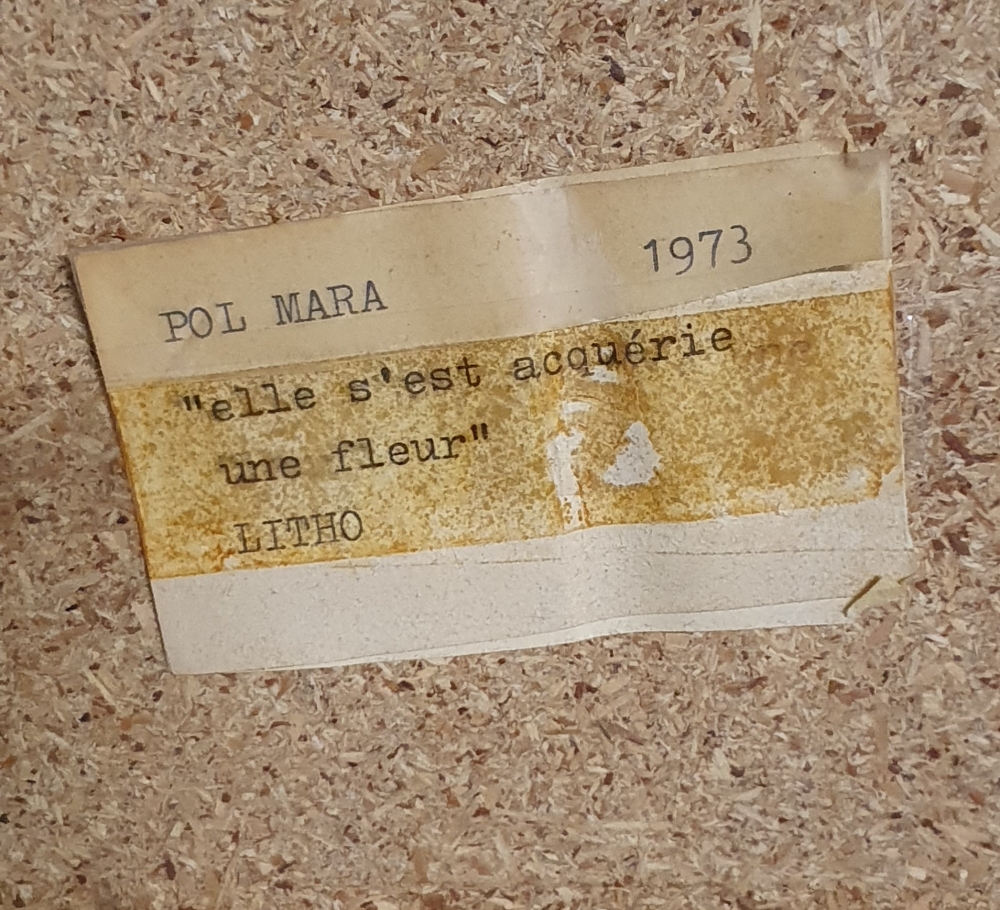 POL MARA 1973
"elle s'est acquérie
une fleur"
LITHO